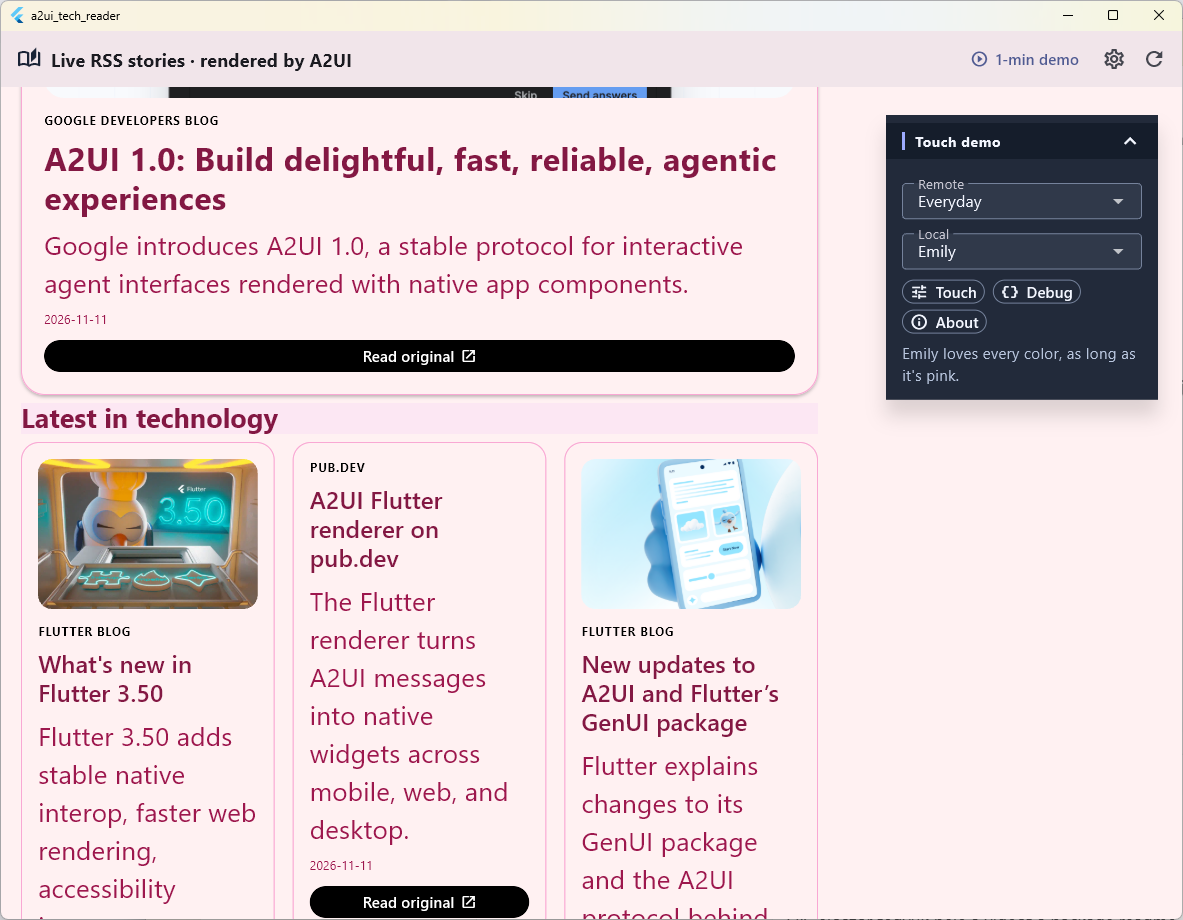 a2ui_tech_reader
Live RSS stories · rendered by A2UI
1-min demo
Skip
Send answers
GOOGLE DEVELOPERS BLOG
A2UI 1.0: Build delightful, fast, reliable, agentic
experiences
Google introduces A2UI 1.0, a stable protocol for interactive
agent interfaces rendered with native app components.
2026-11-11
Read original
Touch demo
Remote
Everyday
Local
Emily
Touch
Debug
About
Emily loves every color, as long as
it's pink.
Latest in technology
Flutter
3.50
FLUTTER BLOG
What's new in
Flutter 3.50
Flutter 3.50 adds
stable native
interop, faster web
rendering,
accessibility
PUB.DEV
A2UI Flutter
renderer on
pub.dev
The Flutter
renderer turns
A2UI messages
into native
widgets across
mobile, web, and
desktop.
2026-11-11
Read original
FLUTTER BLOG
New updates to
A2UI and Flutter’s
GenUI package
Flutter explains
changes to its
GenUI package
and the A2UI
protocol behind